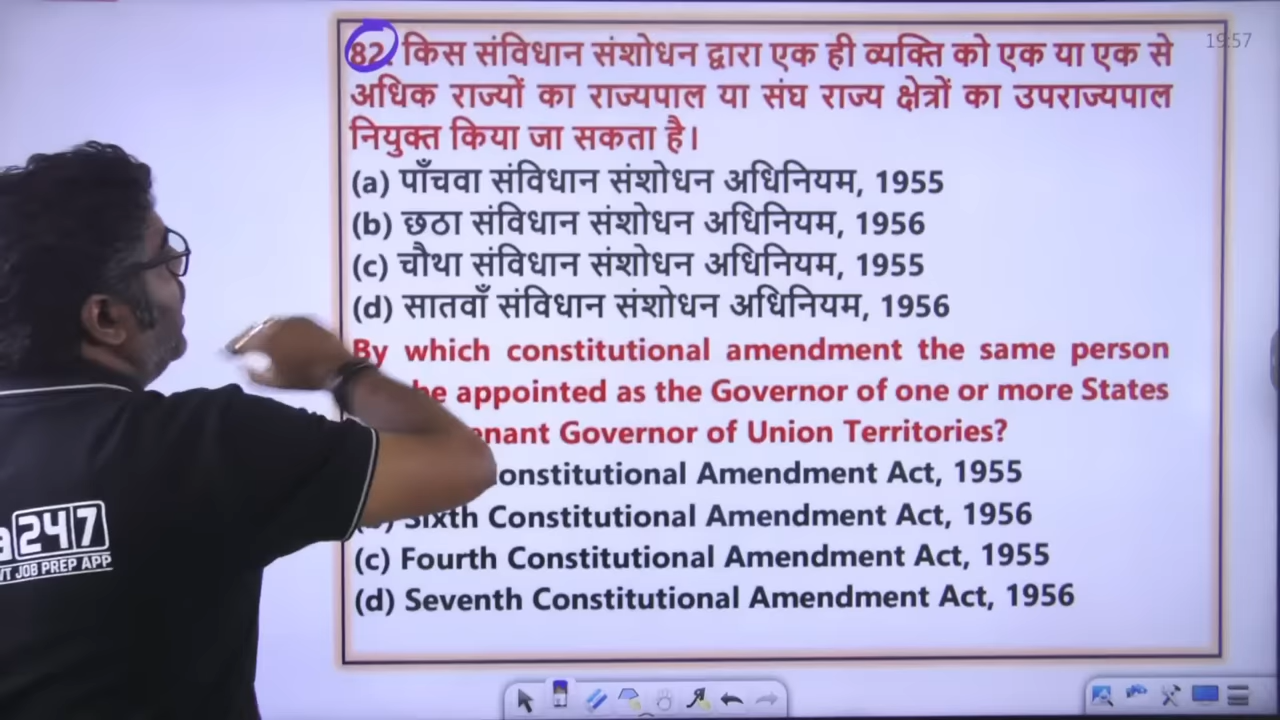 19:57
82. किस संविधान संशोधन द्वारा एक ही व्यक्ति को एक या एक से
अधिक राज्यों का राज्यपाल या संघ राज्य क्षेत्रों का उपराज्यपाल
नियुक्त किया जा सकता है।
(a) पाँचवा संविधान संशोधन अधिनियम, 1955
(b) छठा संविधान संशोधन अधिनियम, 1956
(c) चौथा संविधान संशोधन अधिनियम, 1955
(d) सातवाँ संविधान संशोधन अधिनियम, 1956
By which constitutional amendment the same person
appointed as the Governor of one or more States
Governor of Union Territories?
Amendment Act, 1955
Sixth Constitutional Amendment Act, 1956
(c) Fourth Constitutional Amendment Act, 1955
(d) Seventh Constitutional Amendment Act, 1956
247
JOB PREP APP